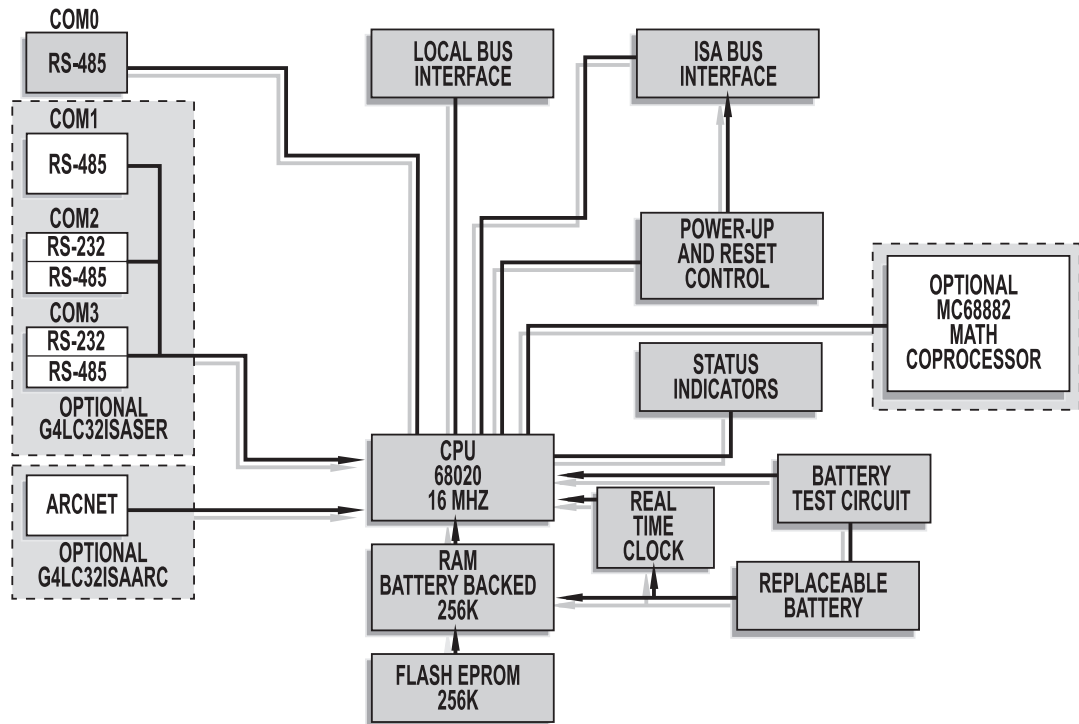 COM0
RS-485
COM1
RS-485
COM2
RS-232
RS-485
COM3
RS-232
RS-485
OPTIONAL
G4LC32ISASER
ARCNET
OPTIONAL
G4LC32ISAARC
LOCAL BUS
INTERFACE
ISA BUS
INTERFACE
POWER-UP
AND RESET
CONTROL
OPTIONAL
MC68882
MATH
COPROCESSOR
STATUS
INDICATORS
CPU
68020
16 MHZ
BATTERY
TEST CIRCUIT
REAL
TIME
CLOCK
RAM
BATTERY BACKED
256K
REPLACEABLE
BATTERY
FLASH EPROM
256K